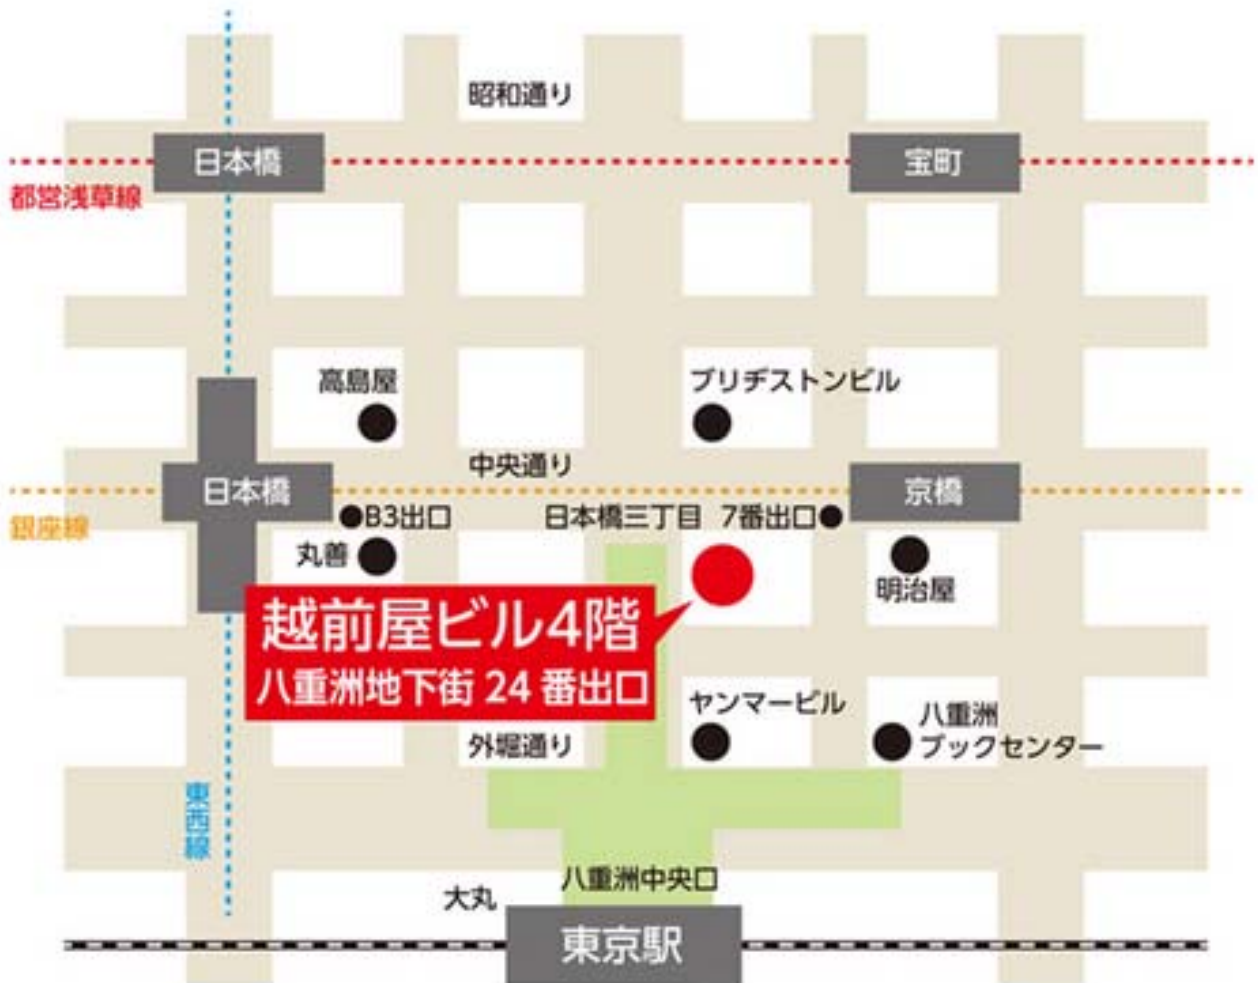 昭和通り
日本橋
宝町
都営浅草線
高島屋
ブリヂストンビル
中央通り
日本橋
京橋
銀座線
●B3出口
日本橋三丁目 7番出口●
丸善
明治屋
越前屋ビル4階
八重洲地下街 24 番出口
ヤンマービル
八重洲
ブックセンター
外堀通り
東西線
八重洲中央口
大丸
東京駅